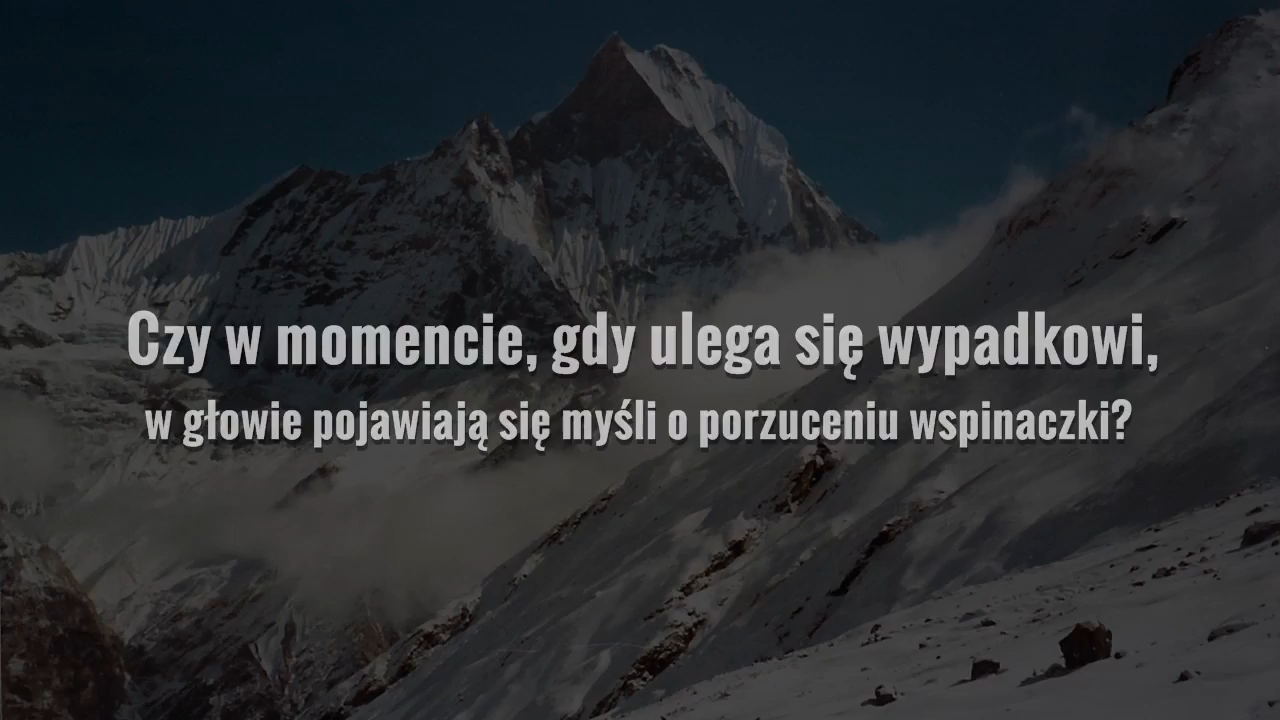 Czy w momencie, gdy ulega się wypadkowi,
w głowie pojawiają się myśli o porzuceniu wspinaczki?